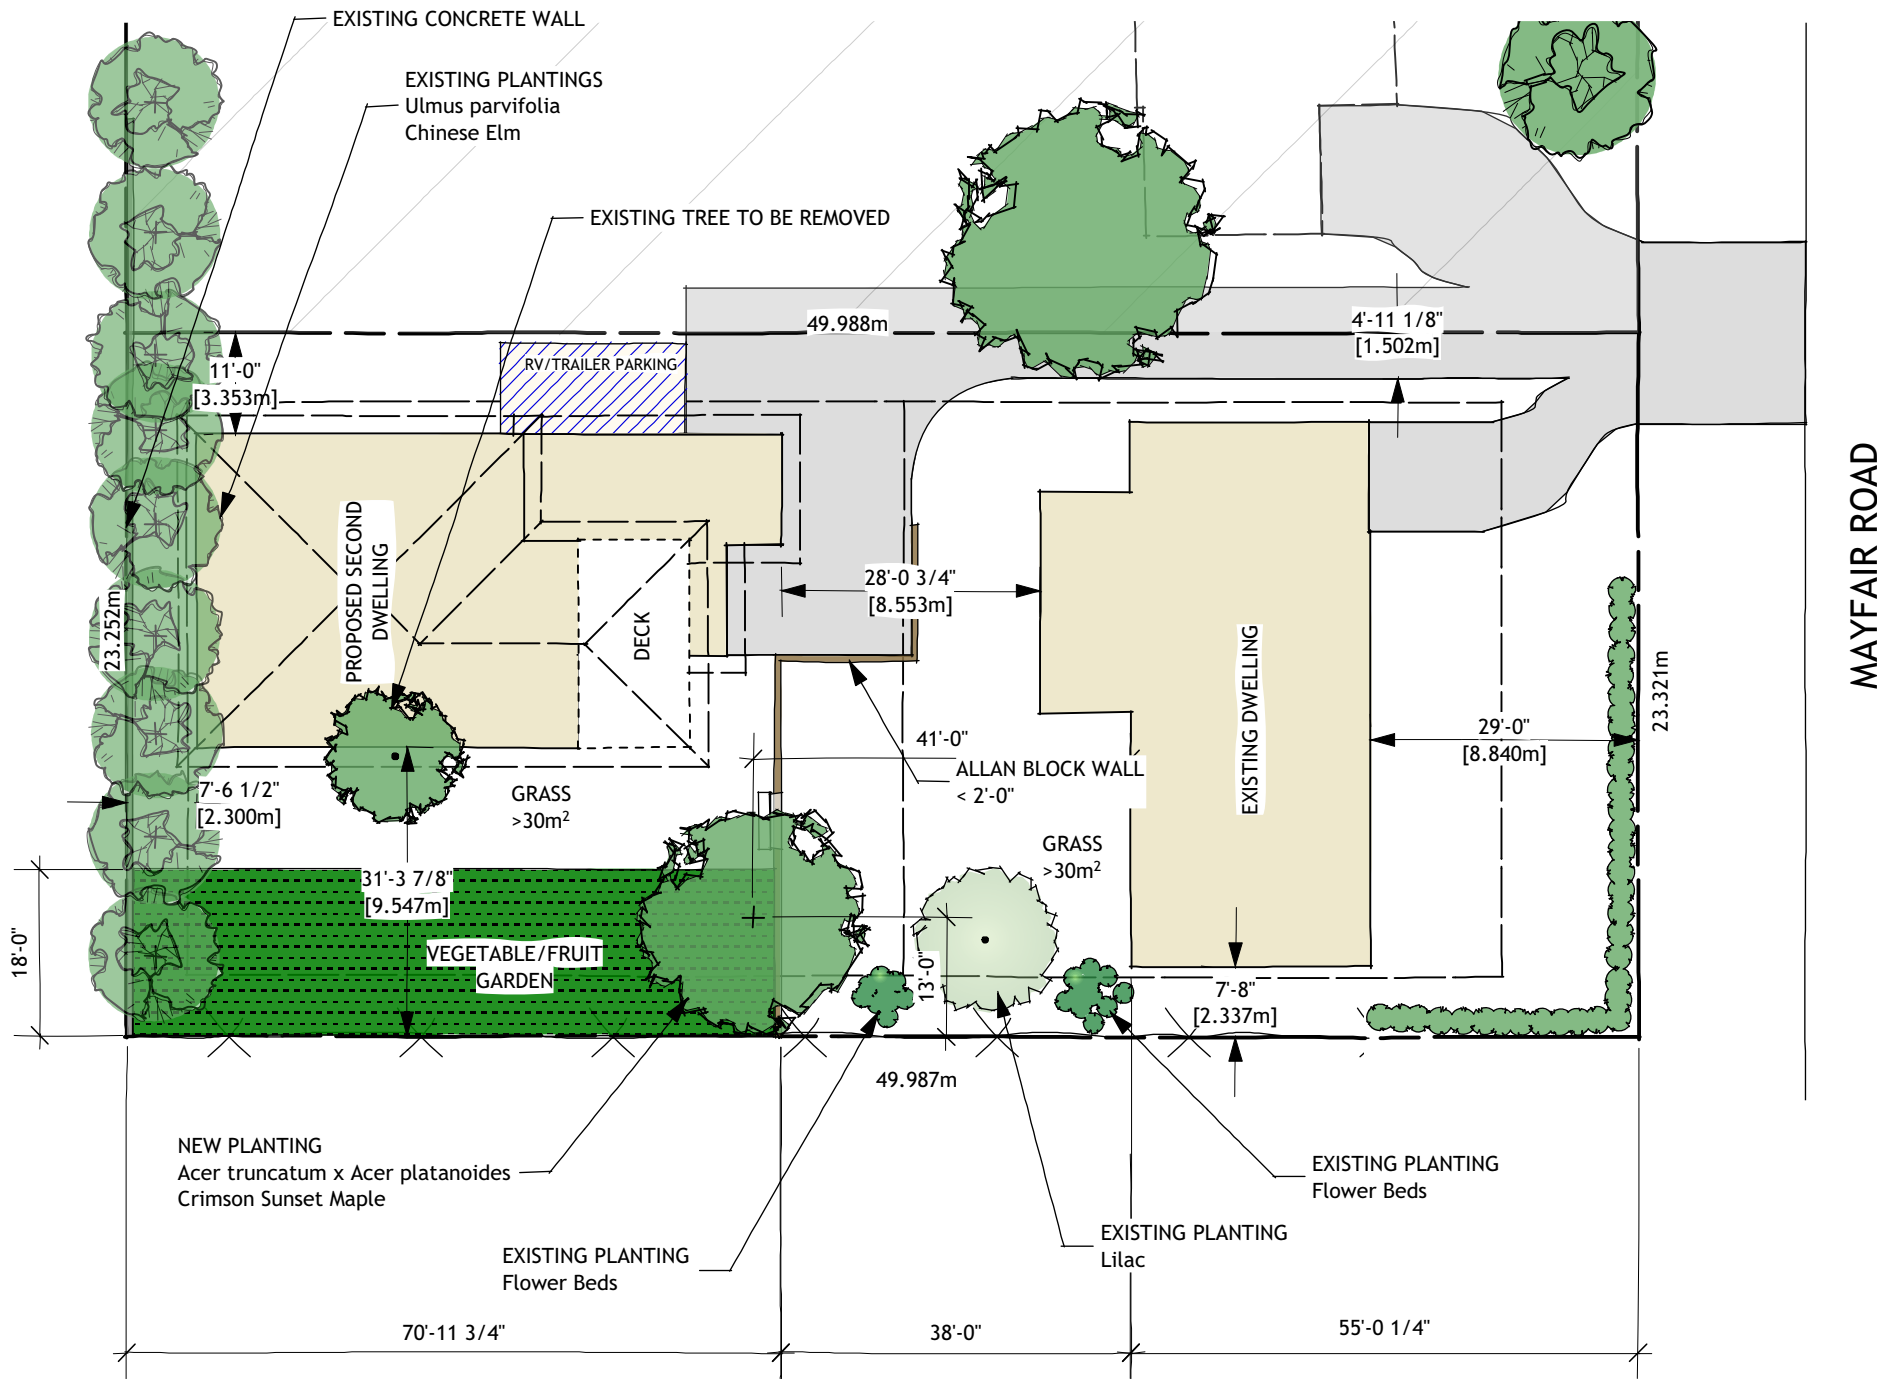 EXISTING CONCRETE WALL
EXISTING PLANTINGS
Ulmus parvifolia
Chinese Elm
EXISTING TREE TO BE REMOVED
49.988m
4'-11 1/8"
[1.502m]
RV/TRAILER PARKING
11'-0"
[3.353m]
PROPOSED SECOND
DWELLING
DECK
28'-0 3/4"
[8.553m]
MAYFAIR ROAD
23.252m
EXISTING DWELLING
23.321m
29'-0"
[8.840m]
41'-0"
ALLAN BLOCK WALL
< 2'-0"
7'-6 1/2"
[2.300m]
GRASS
>30m²
GRASS
>30m²
31'-3 7/8"
[9.547m]
18'-0"
VEGETABLE/FRUIT
GARDEN
13'-0"
7'-8"
[2.337m]
49.987m
NEW PLANTING
Acer truncatum x Acer platanoides
Crimson Sunset Maple
EXISTING PLANTING
Flower Beds
EXISTING PLANTING
Lilac
EXISTING PLANTING
Flower Beds
70'-11 3/4"
38'-0"
55'-0 1/4"